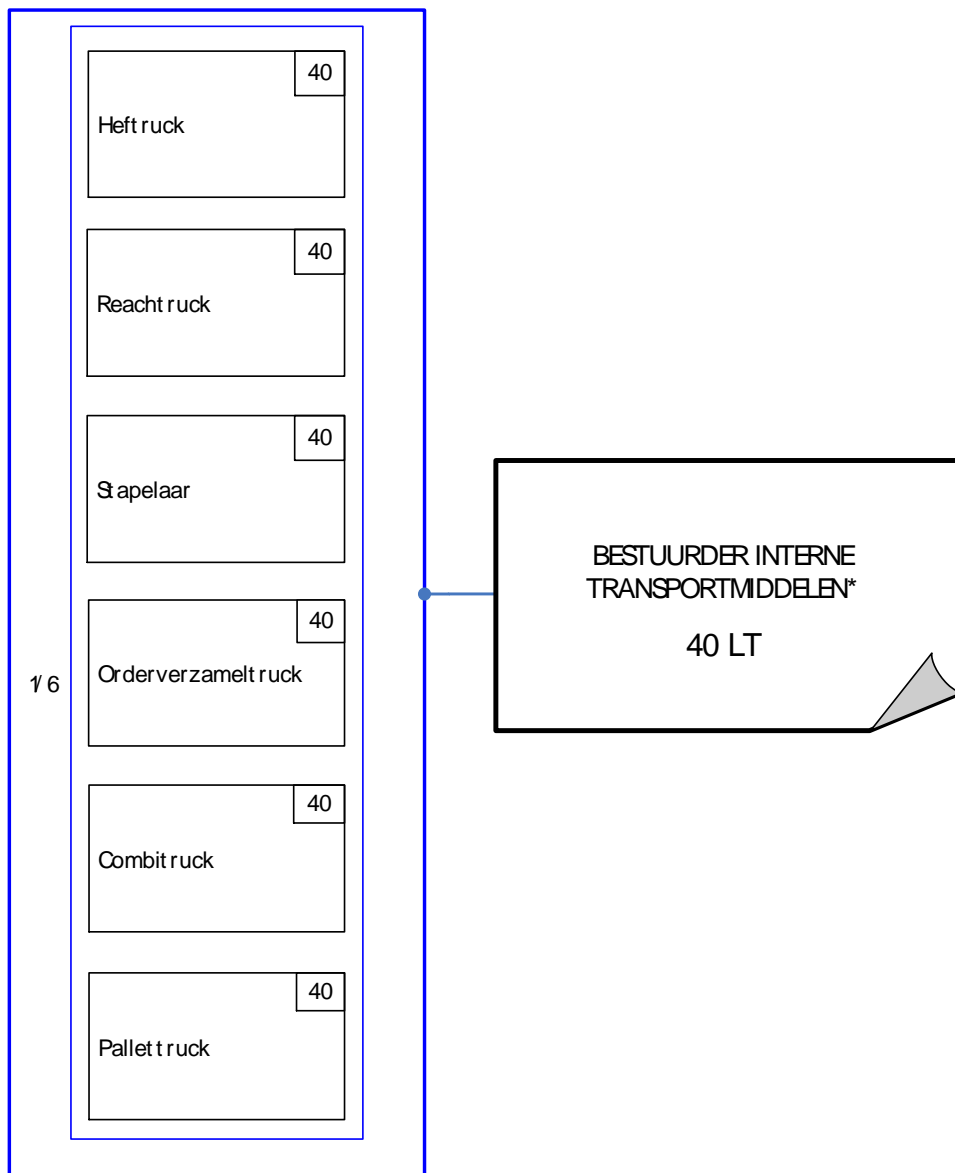 40
Heftruck
40
Reachtruck
40
Stapelaar
40
Orderverzameltruck
1/6
40
Combitruck
40
Pallettruck
BESTUURDER INTERNE
TRANSPORTMIDDELEN*
40 LT